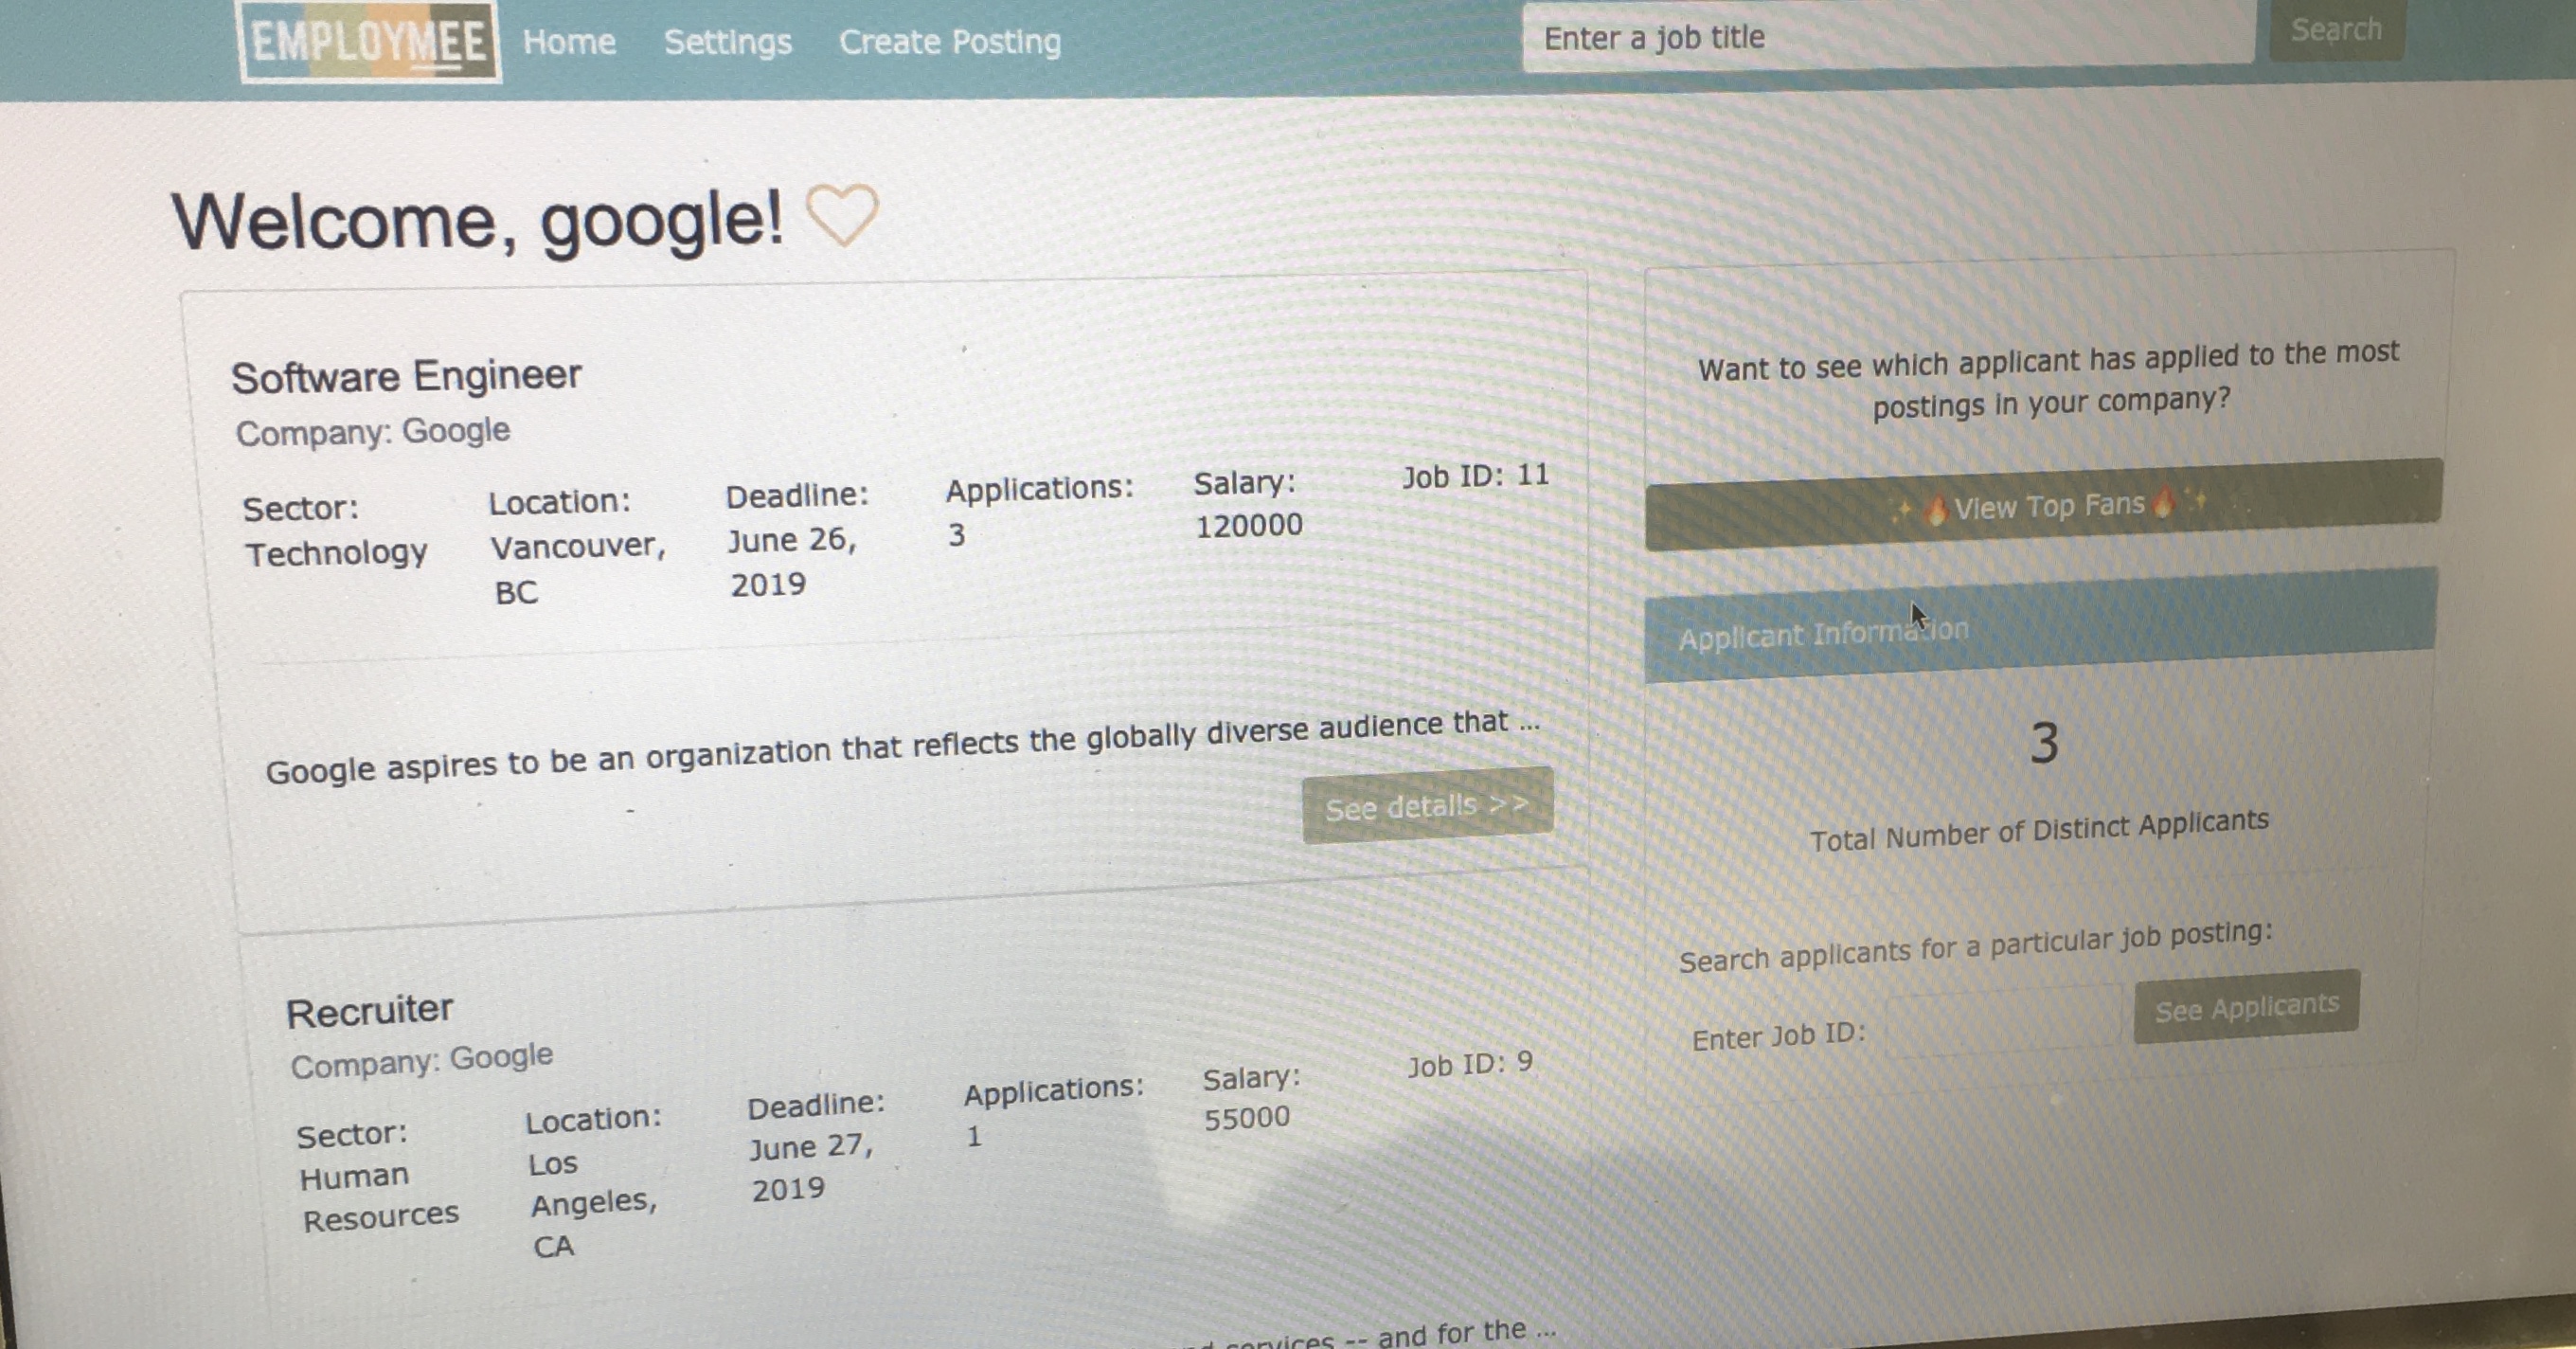 EMPLOYMEE Home Settings Create Posting Enter a job title Search
Welcome, google!
Software Engineer
Company: Google
Sector:
Technology
Location:
Vancouver,
BC
Deadline:
June 26,
2019
Applications:
3
Salary:
120000
Job ID: 11
Google aspires to be an organization that reflects the globally diverse audience that ...
See details >>
Recruiter
Company: Google
Sector:
Human
Resources
Location:
Los
Angeles,
CA
Deadline:
June 27,
2019
Applications:
1
Salary:
55000
Job ID: 9
services -- and for the ...
Want to see which applicant has applied to the most
postings in your company?
✨🔥View Top Fans🔥✨
Applicant Information
3
Total Number of Distinct Applicants
Search applicants for a particular job posting:
Enter Job ID:
See Applicants